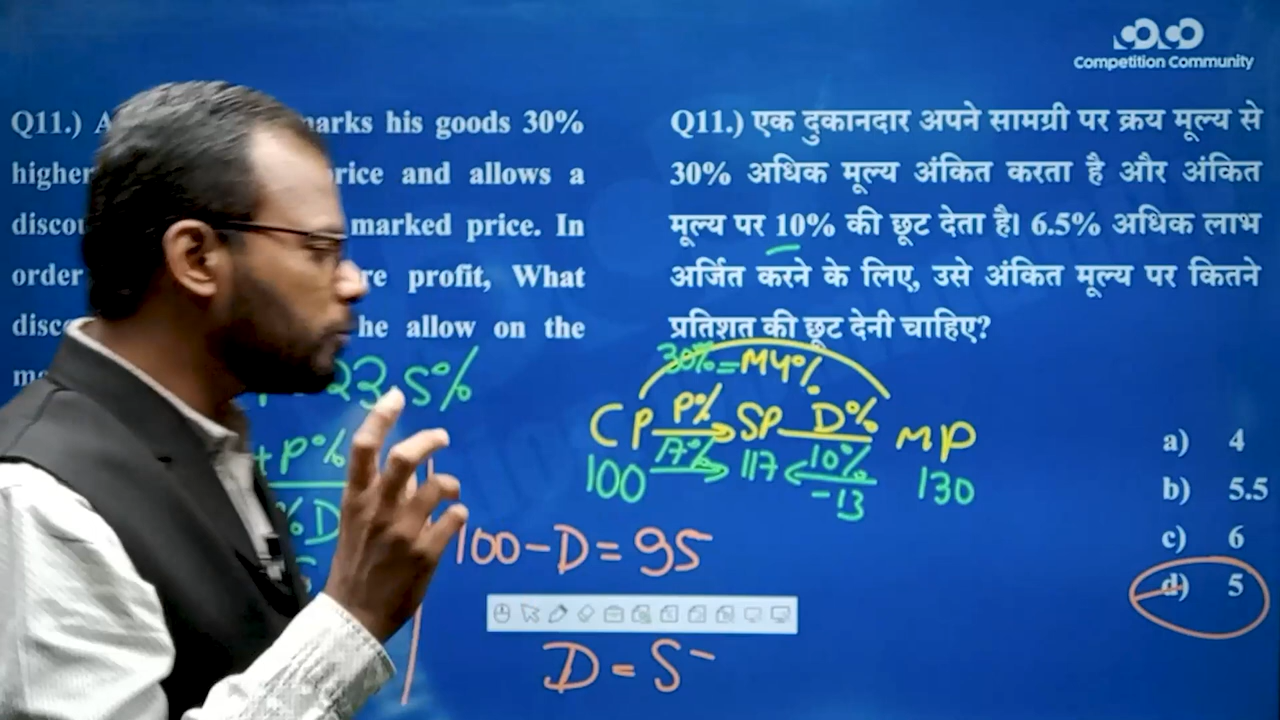 Competition Community
Q11.) A marks his goods 30%
higher rice and allows a
marked price. In
order re profit, What
he allow on the
Q11.) एक दुकानदार अपने सामग्री पर क्रय मूल्य से
30% अधिक मूल्य अंकित करता है और अंकित
मूल्य पर 10% की छूट देता है। 6.5% अधिक लाभ
अर्जित करने के लिए, उसे अंकित मूल्य पर कितने
प्रतिशत की छूट देनी चाहिए?
23.5%
+P%
%D
100-D=95
D=5
30%=MU%
CP P% SP D% MP
100 17% 117 10% 130
-13
a) 4
b) 5.5
c) 6
d) 5